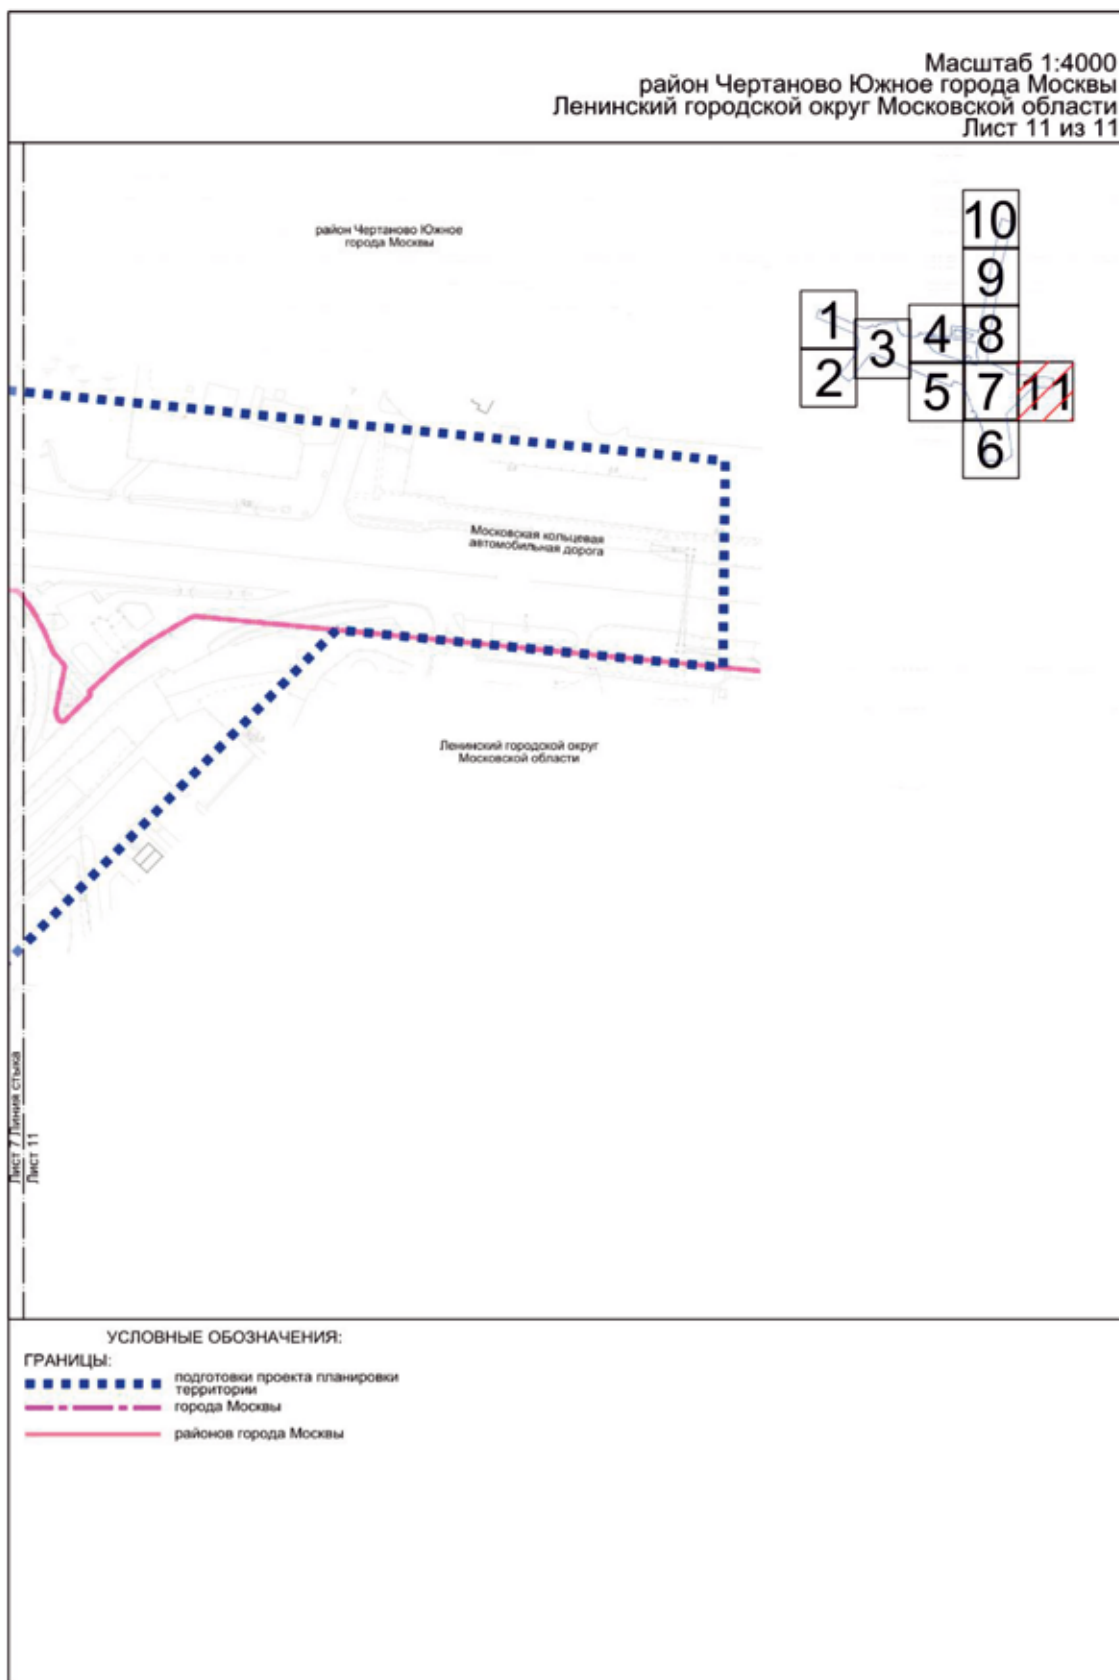 Масштаб 1:4000
район Чертаново Южное города Москвы
Ленинский городской округ Московской области
Лист 11 из 11
район Чертаново Южное
города Москвы
10
9
1
4
8
3
2
5
7
11
6
Московская кольцевая
автомобильная дорога
Ленинский городской округ
Московской области
Лист 7 Линия стыка
Лист 11
УСЛОВНЫЕ ОБОЗНАЧЕНИЯ:
ГРАНИЦЫ:
подготовки проекта планировки
территории
города Москвы
районов города Москвы